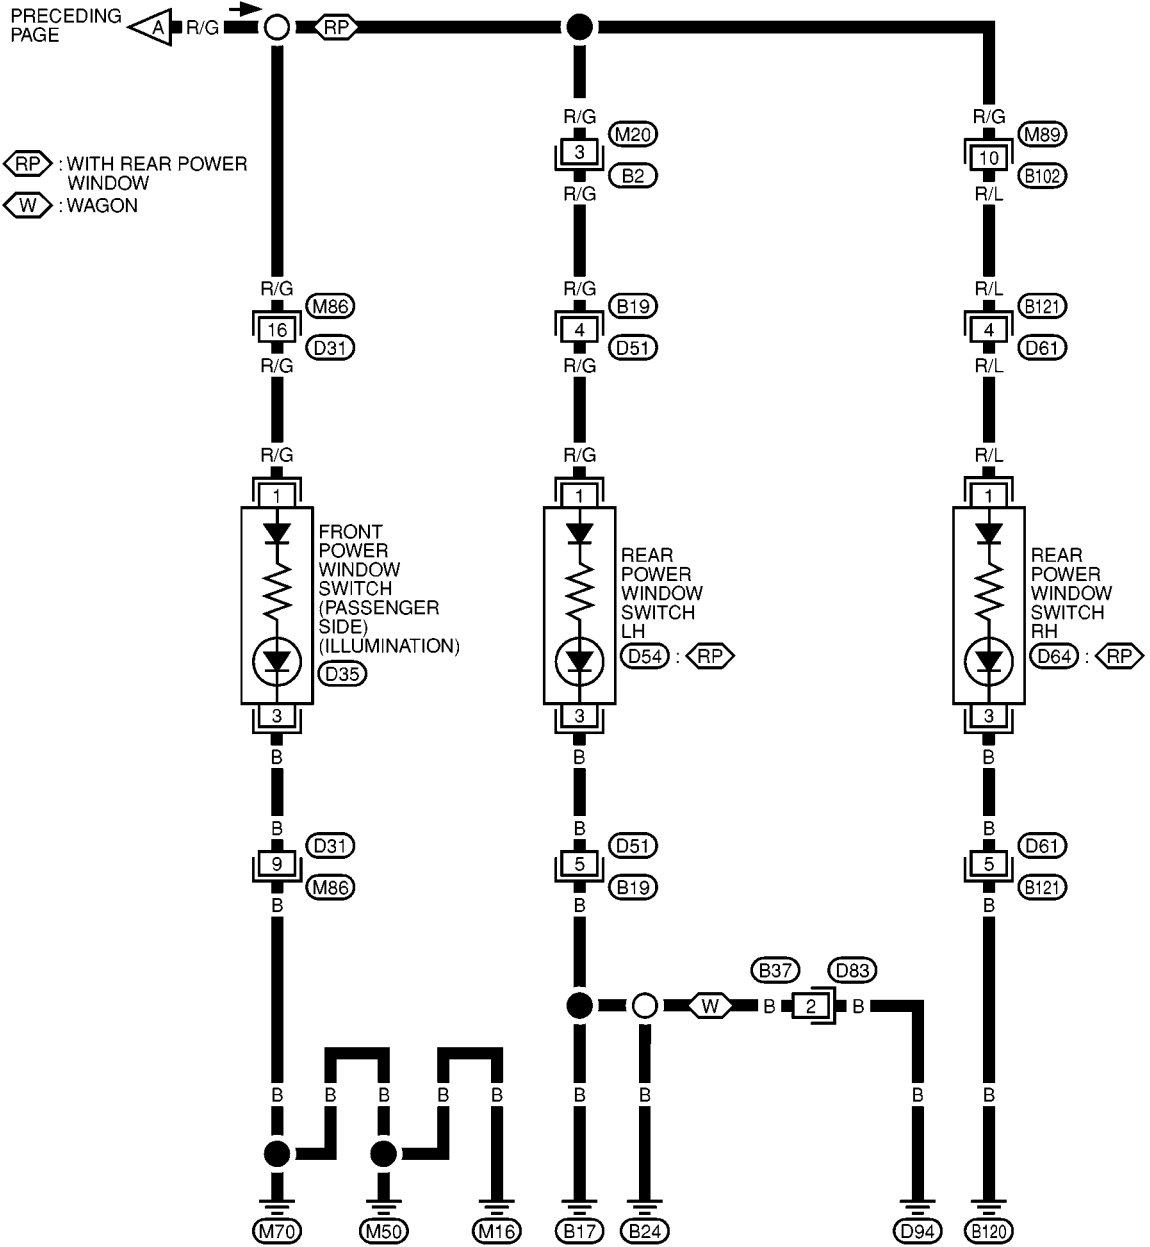 PRECEDING
PAGE
A
R/G
RP
R/G
M20
3
B2
R/G
R/G
M89
10
B102
R/L
RP : WITH REAR POWER
WINDOW
W : WAGON
R/G
M86
16
D31
R/G
R/G
B19
4
D51
R/G
R/L
B121
4
D61
R/L
R/G
1
R/G
1
R/L
1
FRONT
POWER
WINDOW
SWITCH
(PASSENGER
SIDE)
(ILLUMINATION)
D35
REAR
POWER
WINDOW
SWITCH
LH
D54 : RP
REAR
POWER
WINDOW
SWITCH
RH
D64 : RP
3
B
3
B
3
B
B
D31
9
M86
B
B
D51
5
B19
B
B
D61
5
B121
B
B37
D83
W
B
2
B
B
B
B
B
B
B
B
B
B
M70
M50
M16
B17
B24
D94
B120